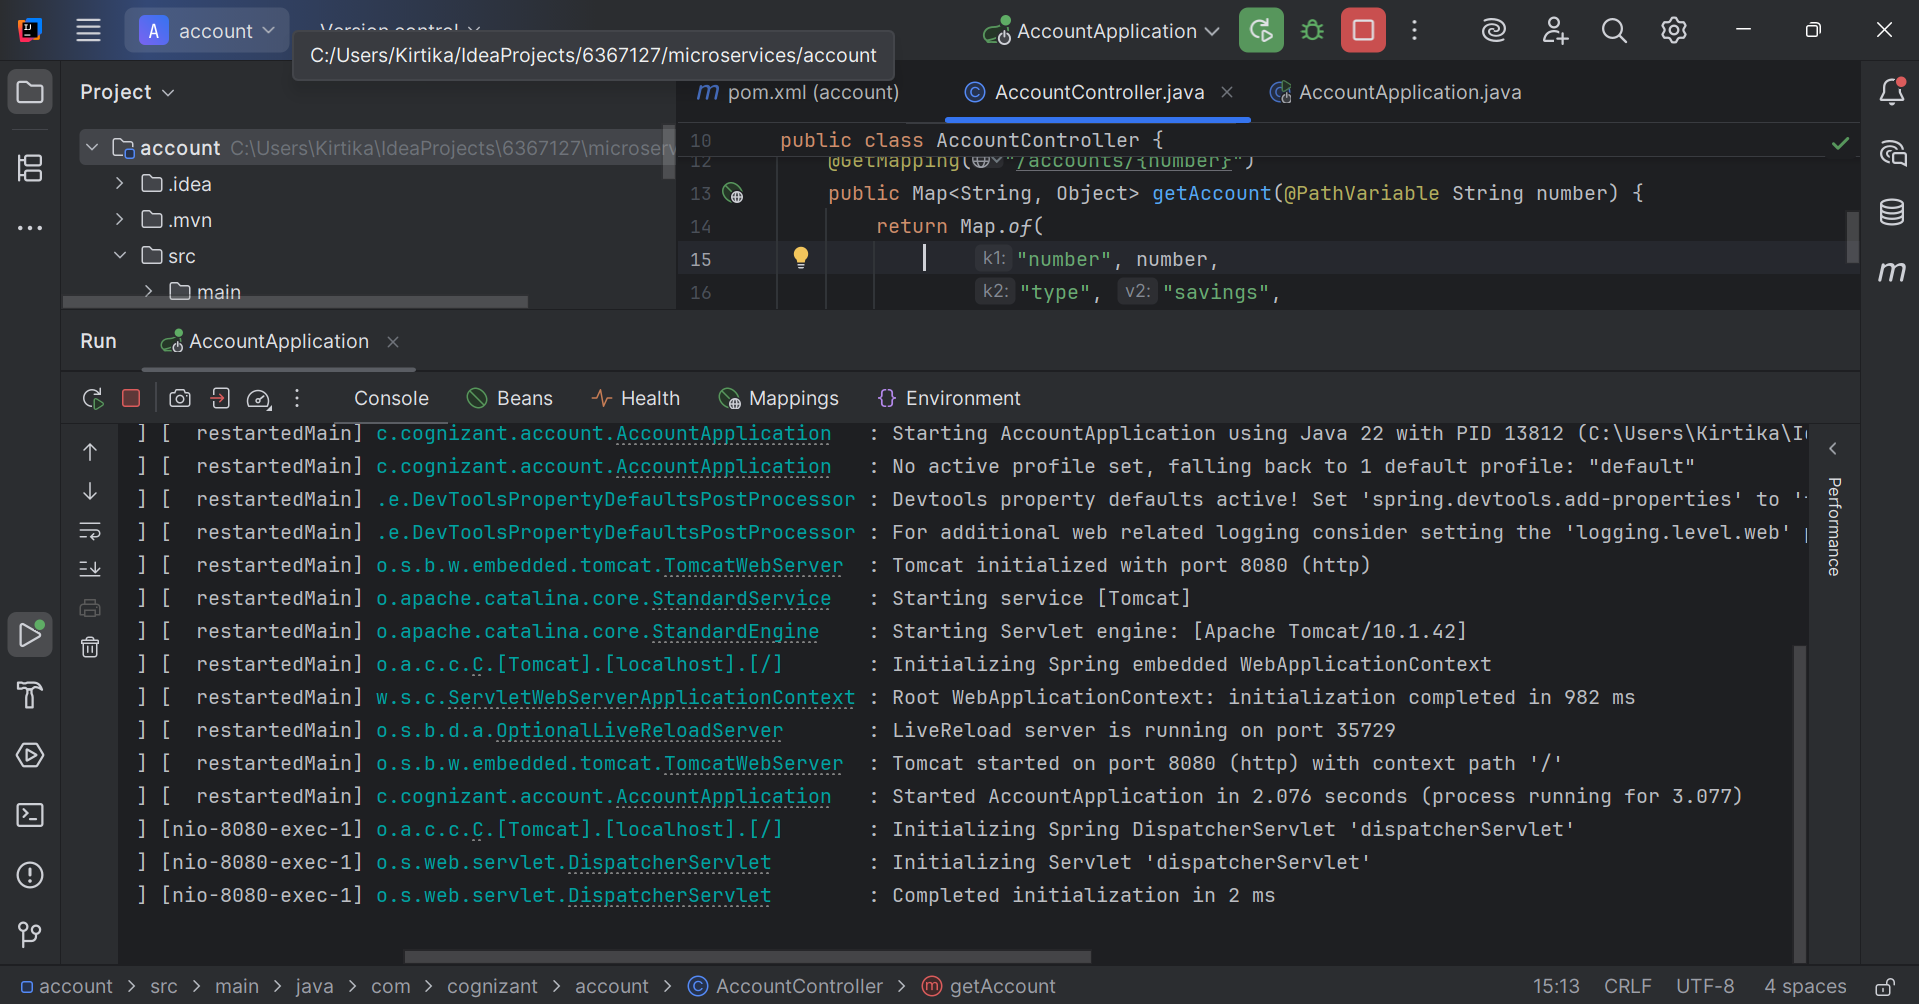 A account
Version control
C:/Users/Kirtika/IdeaProjects/6367127/microservices/account
AccountApplication
Project
m pom.xml (account)
AccountController.java
AccountApplication.java
account C:\Users\Kirtika\IdeaProjects\6367127\microserv
.idea
.mvn
src
main
10 public class AccountController {
12 @GetMapping("/accounts/{number}")
13 public Map<String, Object> getAccount(@PathVariable String number) {
14 return Map.of(
15 k1: "number", number,
16 k2: "type", v2: "savings",
Run AccountApplication
Console Beans Health Mappings Environment
] [  restartedMain] c.cognizant.account.AccountApplication : Starting AccountApplication using Java 22 with PID 13812 (C:\Users\Kirtika\I
] [  restartedMain] c.cognizant.account.AccountApplication : No active profile set, falling back to 1 default profile: "default"
] [  restartedMain] .e.DevToolsPropertyDefaultsPostProcessor : Devtools property defaults active! Set 'spring.devtools.add-properties' to '
] [  restartedMain] .e.DevToolsPropertyDefaultsPostProcessor : For additional web related logging consider setting the 'logging.level.web'
] [  restartedMain] o.s.b.w.embedded.tomcat.TomcatWebServer : Tomcat initialized with port 8080 (http)
] [  restartedMain] o.apache.catalina.core.StandardService : Starting service [Tomcat]
] [  restartedMain] o.apache.catalina.core.StandardEngine : Starting Servlet engine: [Apache Tomcat/10.1.42]
] [  restartedMain] o.a.c.c.C.[Tomcat].[localhost].[/] : Initializing Spring embedded WebApplicationContext
] [  restartedMain] w.s.c.ServletWebServerApplicationContext : Root WebApplicationContext: initialization completed in 982 ms
] [  restartedMain] o.s.b.d.a.OptionalLiveReloadServer : LiveReload server is running on port 35729
] [  restartedMain] o.s.b.w.embedded.tomcat.TomcatWebServer : Tomcat started on port 8080 (http) with context path '/'
] [  restartedMain] c.cognizant.account.AccountApplication : Started AccountApplication in 2.076 seconds (process running for 3.077)
] [nio-8080-exec-1] o.a.c.c.C.[Tomcat].[localhost].[/] : Initializing Spring DispatcherServlet 'dispatcherServlet'
] [nio-8080-exec-1] o.s.web.servlet.DispatcherServlet : Initializing Servlet 'dispatcherServlet'
] [nio-8080-exec-1] o.s.web.servlet.DispatcherServlet : Completed initialization in 2 ms
Performance
account > src > main > java > com > cognizant > account > AccountController > getAccount
15:13 CRLF UTF-8 4 spaces